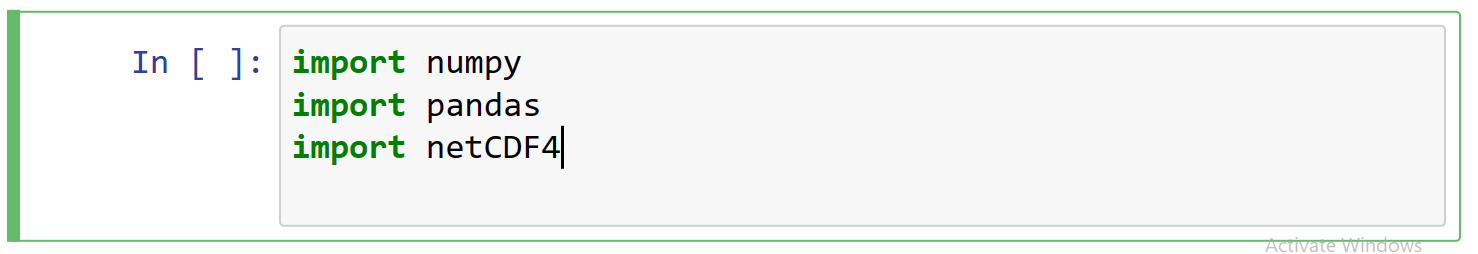 In [ ]: import numpy
import pandas
import netCDF4
Activate Windows